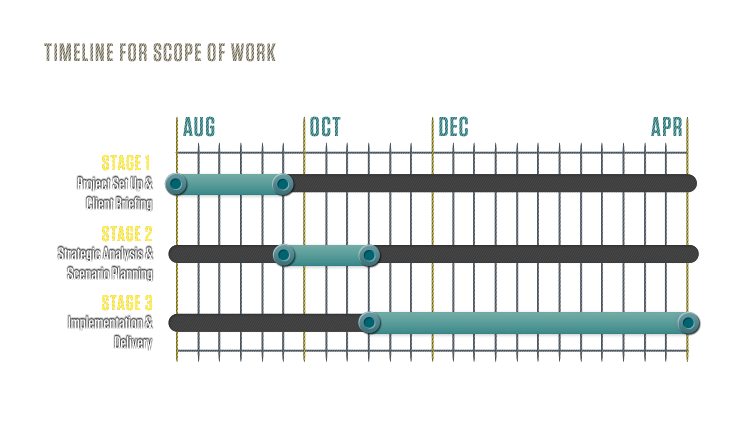 TIMELINE FOR SCOPE OF WORK
AUG OCT DEC APR
STAGE 1
Project Set Up &
Client Briefing
STAGE 2
Strategic Analysis &
Scenario Planning
STAGE 3
Implementation &
Delivery